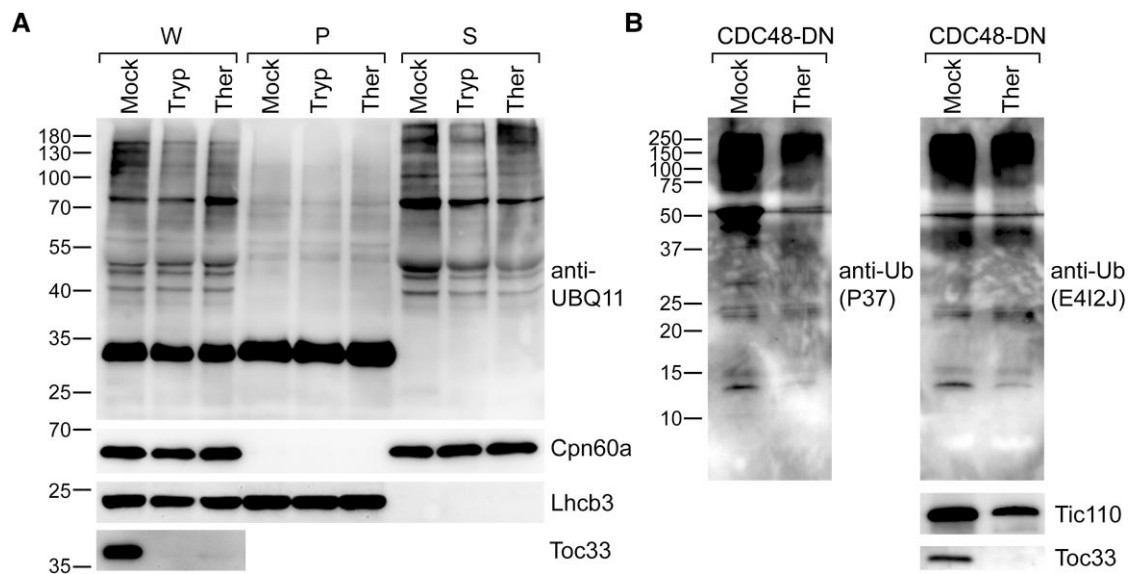 A
W P S
Mock Tryp Ther Mock Tryp Ther Mock Tryp Ther
180
130
100
70
55
40
35
25
anti-
UBQ11
70
Cpn60a
25
Lhcb3
35
Toc33
B
CDC48-DN CDC48-DN
Mock Ther Mock Ther
250
150
100
75
50
37
25
20
15
10
anti-Ub
(P37)
anti-Ub
(E4I2J)
Tic110
Toc33